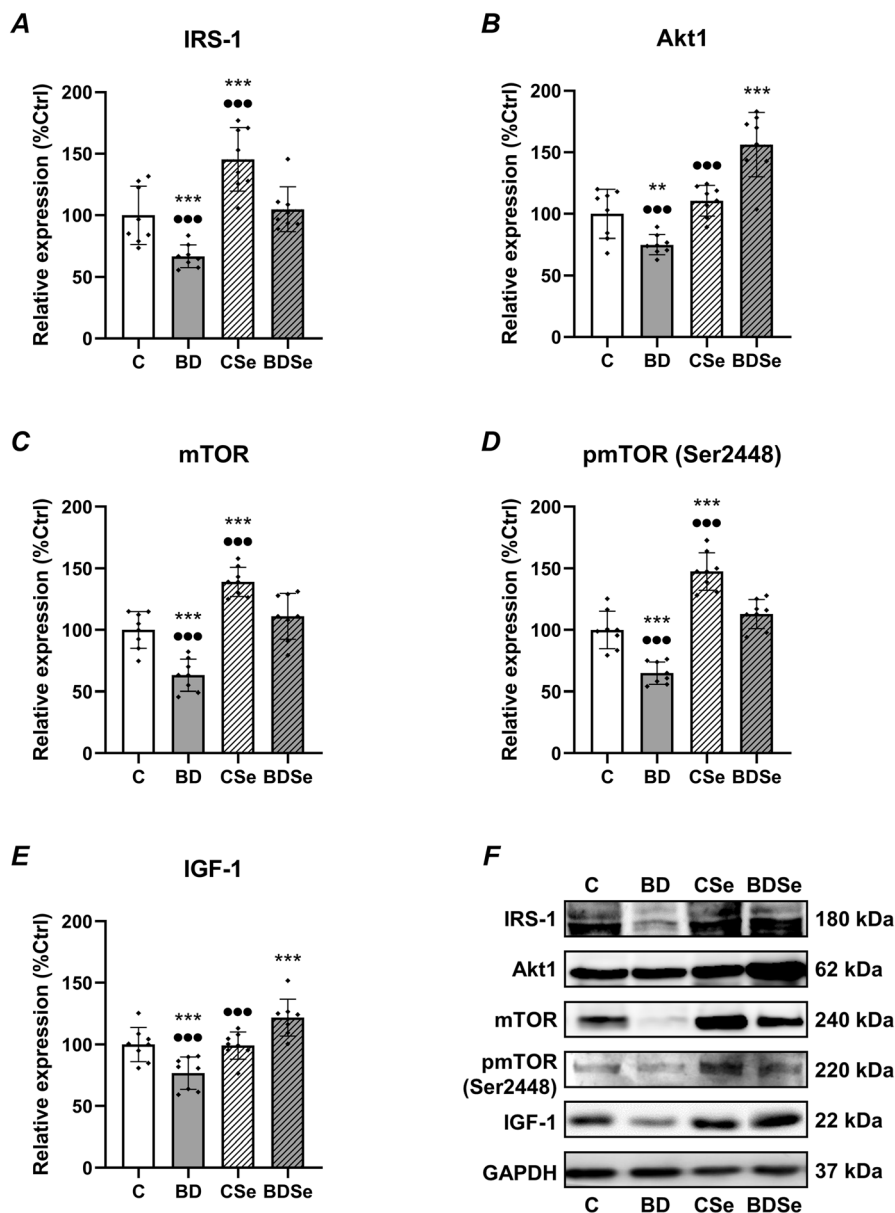 A
IRS-1
Relative expression (%Ctrl)
200
150
100
50
0
***
●●●
***
●●●
C BD CSe BDSe
B
Akt1
Relative expression (%Ctrl)
200
150
100
50
0
**
●●●
●●●
***
C BD CSe BDSe
C
mTOR
Relative expression (%Ctrl)
200
150
100
50
0
***
●●●
***
●●●
C BD CSe BDSe
D
pmTOR (Ser2448)
Relative expression (%Ctrl)
200
150
100
50
0
***
●●●
***
●●●
C BD CSe BDSe
E
IGF-1
Relative expression (%Ctrl)
200
150
100
50
0
***
●●●
●●●
***
C BD CSe BDSe
F
C BD CSe BDSe
IRS-1 180 kDa
Akt1 62 kDa
mTOR 240 kDa
pmTOR
(Ser2448) 220 kDa
IGF-1 22 kDa
GAPDH 37 kDa
C BD CSe BDSe